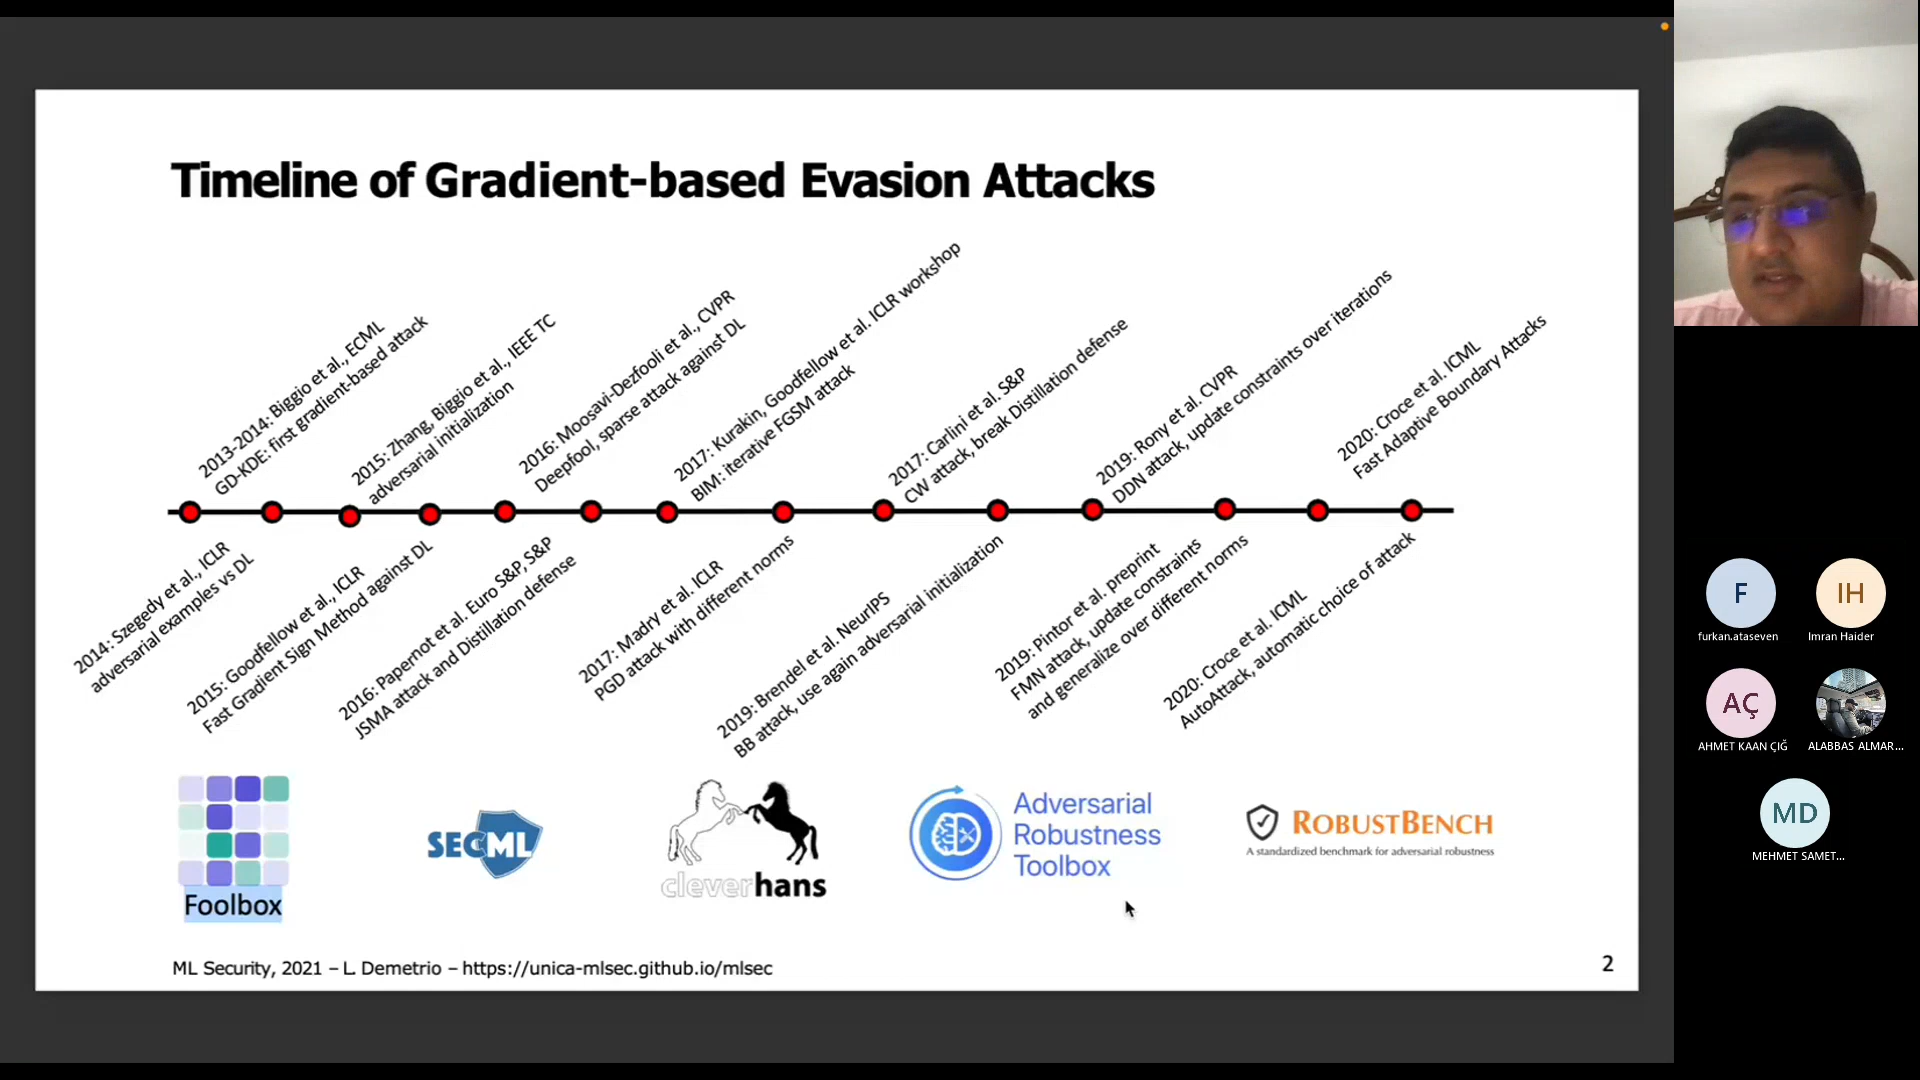 Timeline of Gradient-based Evasion Attacks
2013-2014: Biggio et al., ECML
GD-KDE: first gradient-based attack
2015: Zhang, Biggio et al., IEEE TC
adversarial initialization
2016: Moosavi-Dezfooli et al., CVPR
Deepfool, sparse attack against DL
2017: Kurakin, Goodfellow et al. ICLR workshop
BIM: iterative FGSM attack
2017: Carlini et al. S&P
CW attack, break Distillation defense
2019: Rony et al. CVPR
DDN attack, update constraints over iterations
2020: Croce et al. ICML
Fast Adaptive Boundary Attacks
2014: Szegedy et al., ICLR
adversarial examples vs DL
2015: Goodfellow et al., ICLR
Fast Gradient Sign Method against DL
2016: Papernot et al. Euro S&P, S&P
JSMA attack and Distillation defense
2017: Madry et al. ICLR
PGD attack with different norms
2019: Brendel et al. NeurIPS
BB attack, use again adversarial initialization
2019: Pintor et al. preprint
FMN attack, update constraints
and generalize over different norms
2020: Croce et al. ICML
AutoAttack, automatic choice of attack
Foolbox
SECML
cleverhans
Adversarial
Robustness
Toolbox
ROBUSTBENCH
A standardized benchmark for adversarial robustness
ML Security, 2021 – L. Demetrio – https://unica-mlsec.github.io/mlsec
2
F
IH
furkan.ataseven
Imran Haider
AÇ
AHMET KAAN ÇIĞ
ALABBAS ALMAR...
MD
MEHMET SAMET...